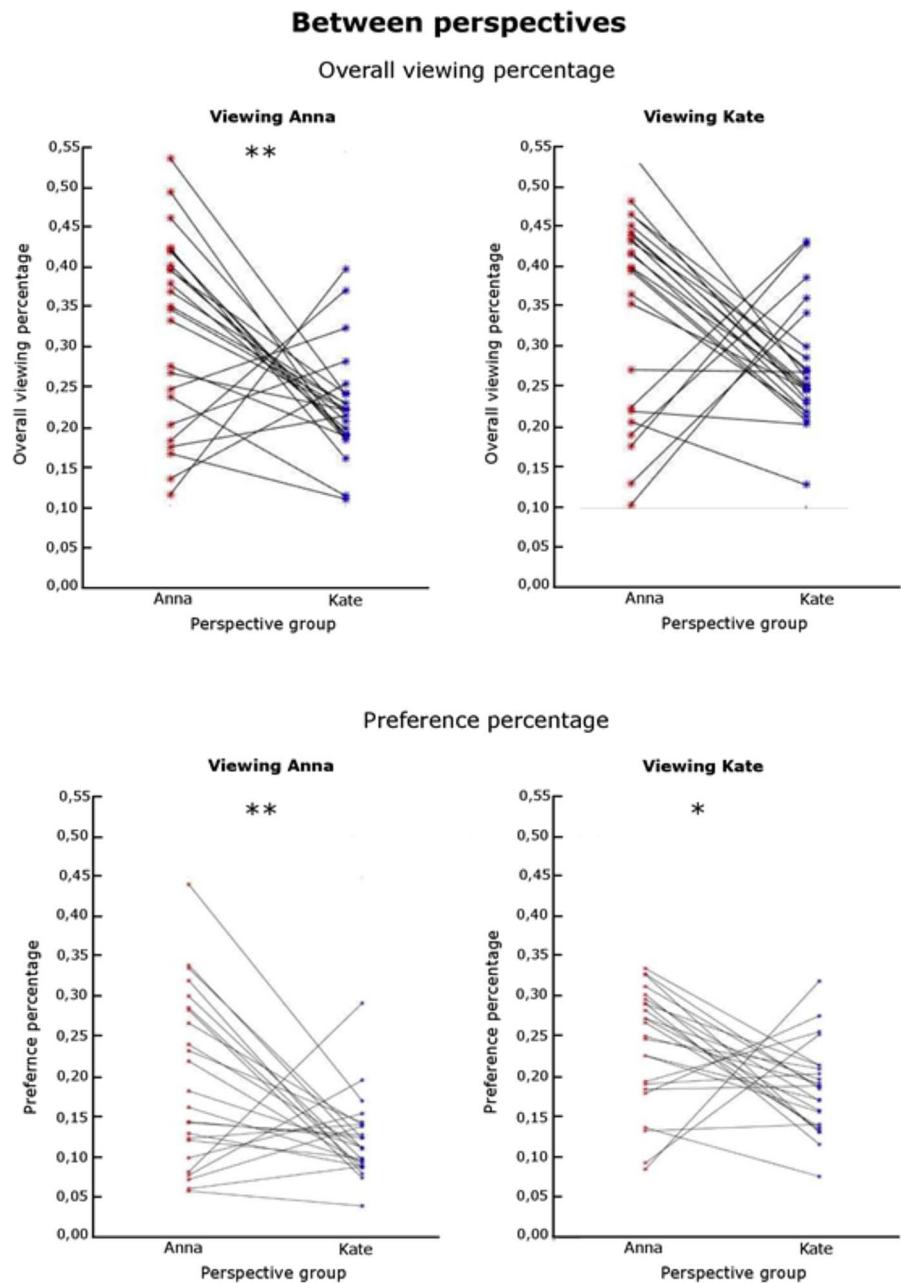 Between perspectives
Overall viewing percentage
Viewing Anna
**
0,55
0,50
0,45
0,40
0,35
0,30
0,25
0,20
0,15
0,10
0,05
0,00
Overall viewing percentage
Anna Kate
Perspective group
Viewing Kate
0,55
0,50
0,45
0,40
0,35
0,30
0,25
0,20
0,15
0,10
0,05
0,00
Overall viewing percentage
Anna Kate
Perspective group
Preference percentage
Viewing Anna
**
0,55
0,50
0,45
0,40
0,35
0,30
0,25
0,20
0,15
0,10
0,05
0,00
Prefernce percentage
Anna Kate
Perspective group
Viewing Kate
*
0,55
0,50
0,45
0,40
0,35
0,30
0,25
0,20
0,15
0,10
0,05
0,00
Preference percentage
Anna Kate
Perspective group